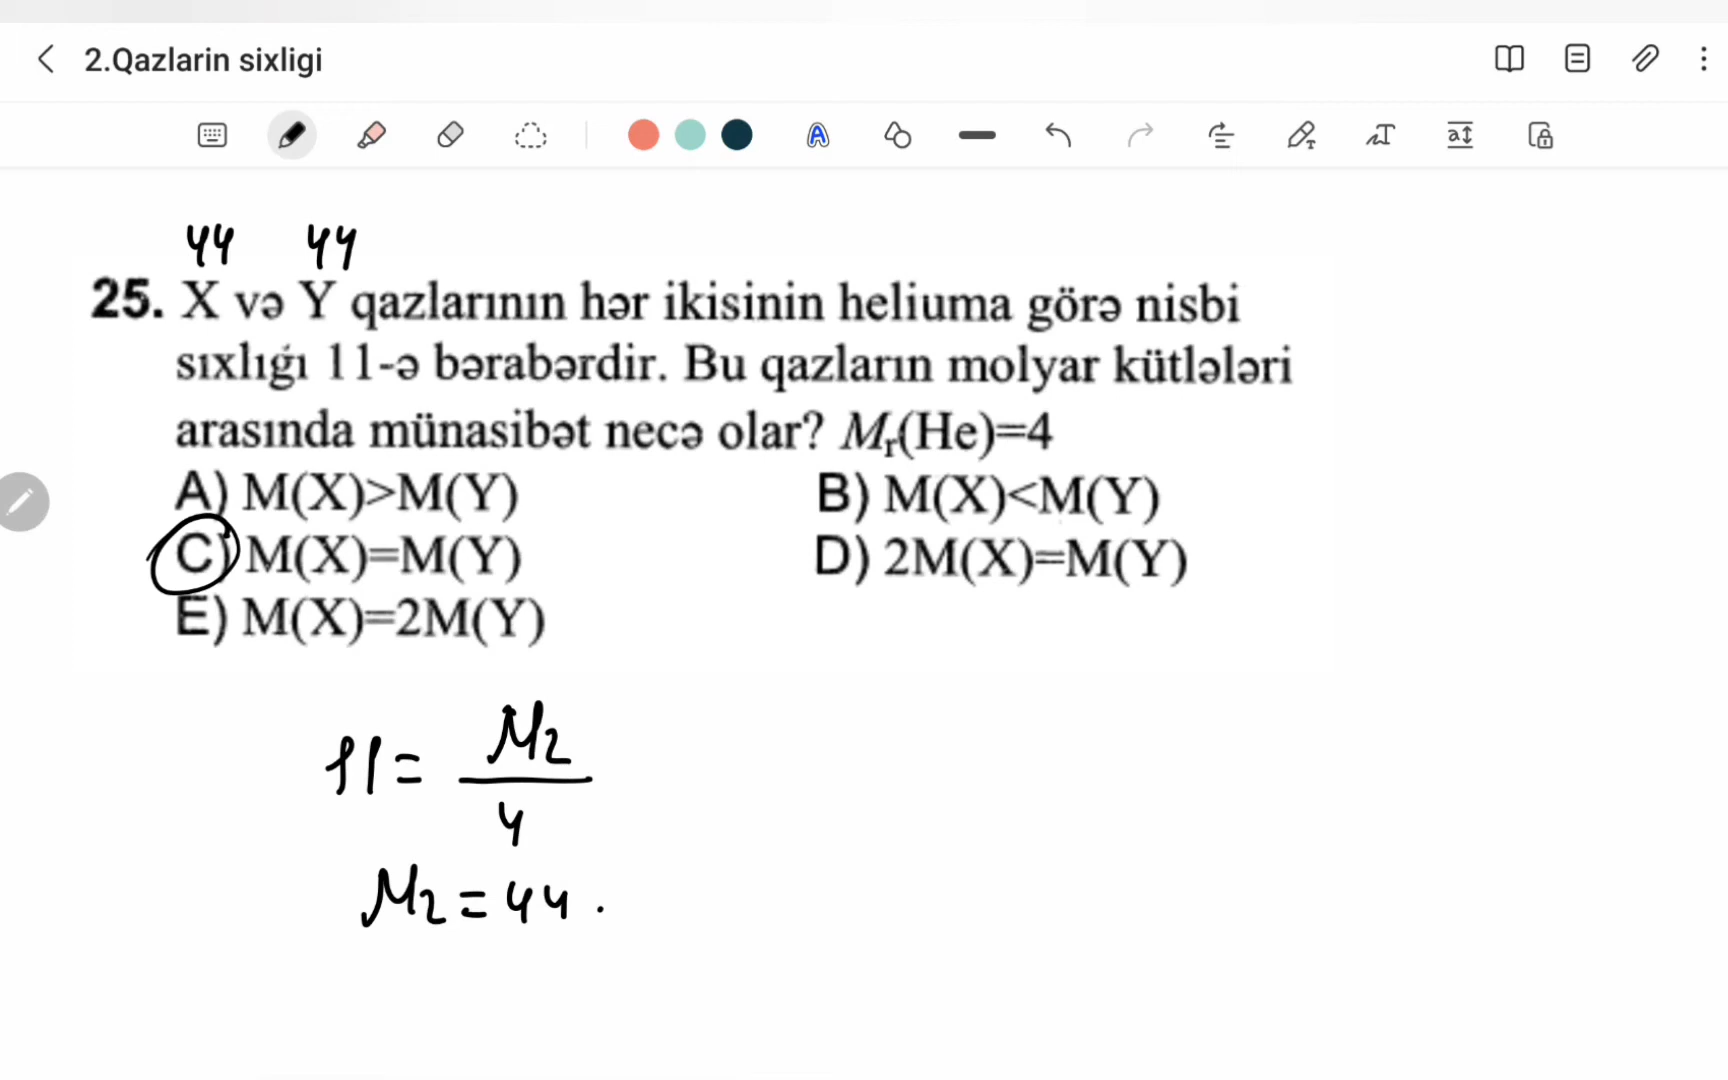 2.Qazlarin sixligi
44 44
25. X və Y qazlarının hər ikisinin heliuma görə nisbi
sıxlığı 11-ə bərabərdir. Bu qazların molyar kütlələri
arasında münasibət necə olar? Mr(He)=4
A) M(X)>M(Y) B) M(X)<M(Y)
C) M(X)=M(Y) D) 2M(X)=M(Y)
E) M(X)=2M(Y)
11 = M2
4
M2 = 44 .